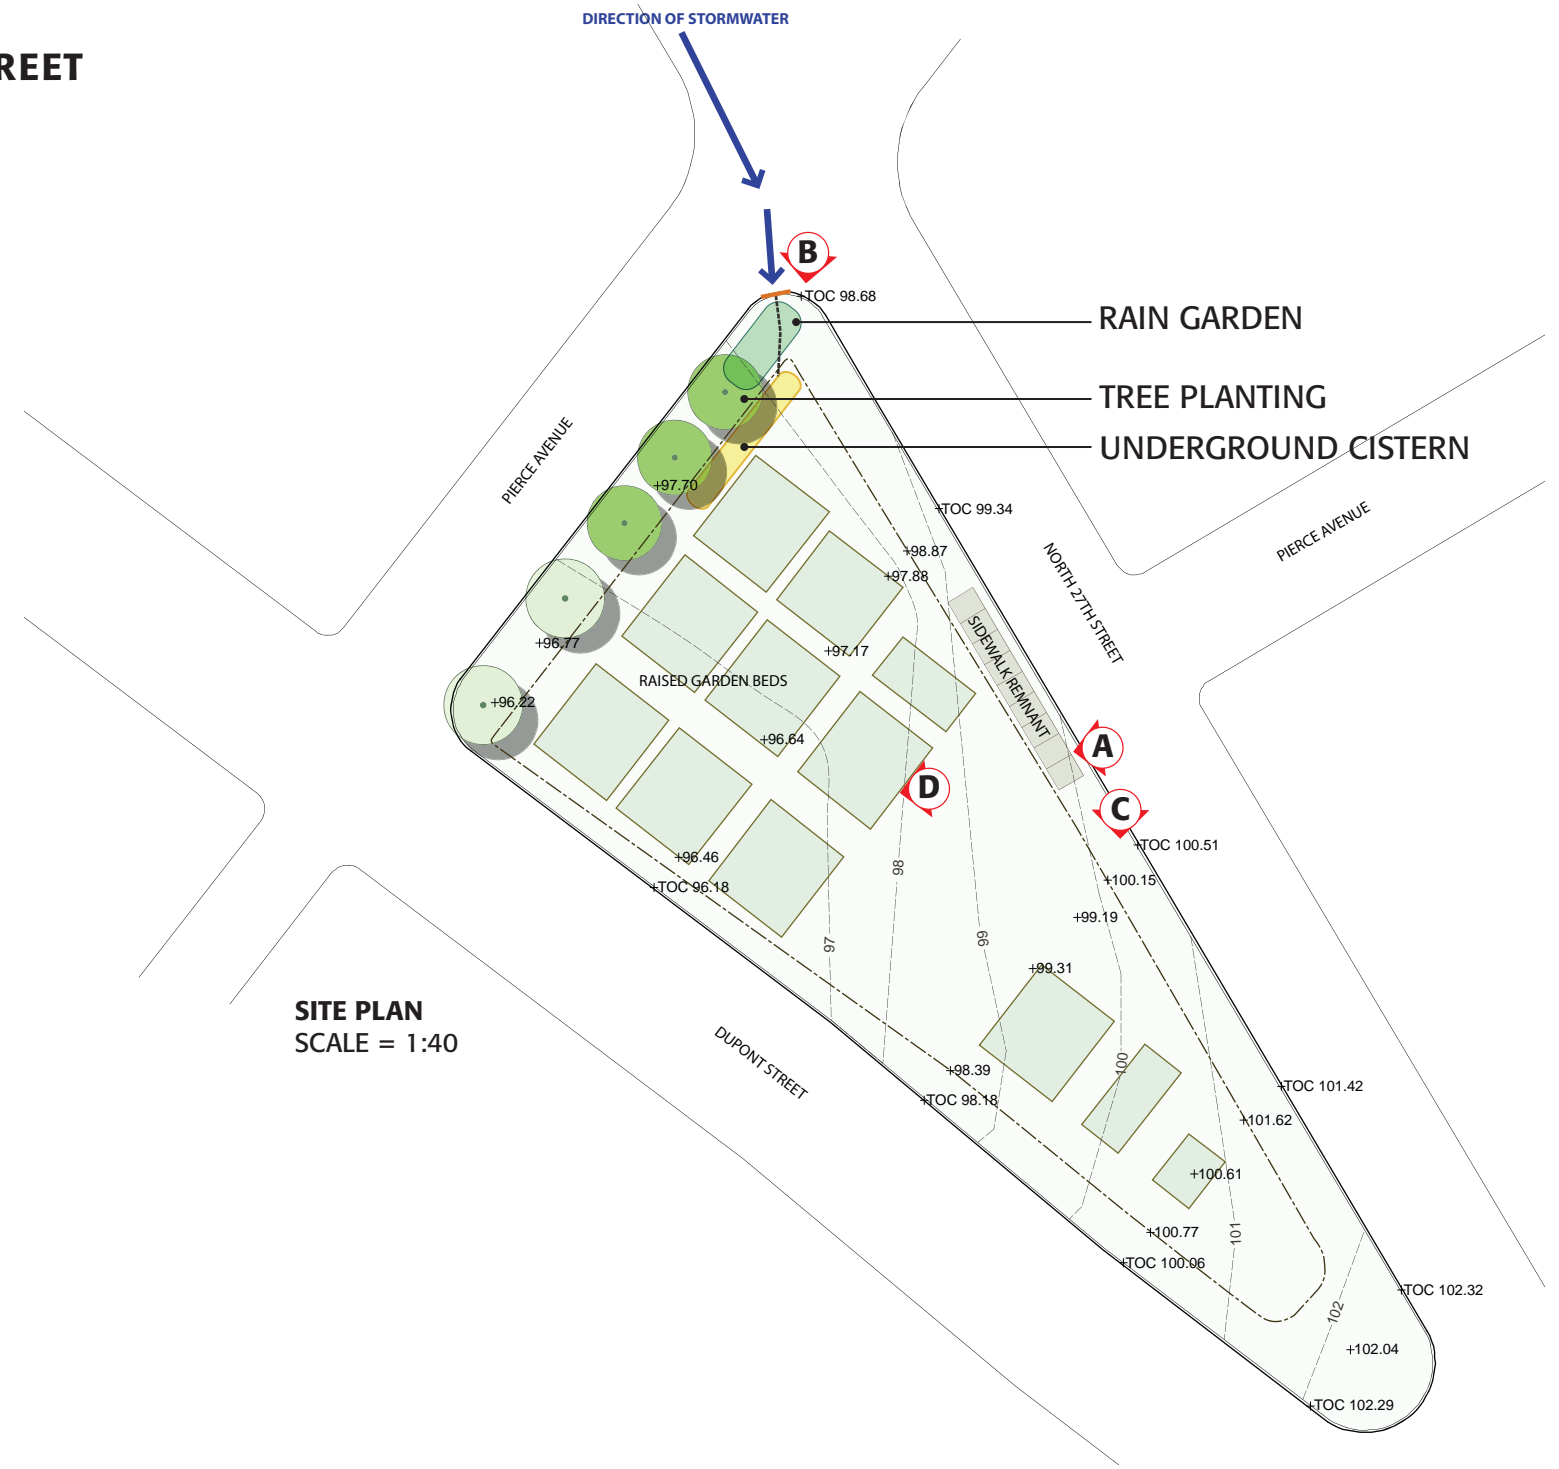 DIRECTION OF STORMWATER
REET
B
+TOC 98.68
RAIN GARDEN
TREE PLANTING
UNDERGROUND CISTERN
PIERCE AVENUE
+97.70
+TOC 99.34
PIERCE AVENUE
+98.87
+97.88
NORTH 27TH STREET
+96.77
+97.17
SIDEWALK REMNANT
RAISED GARDEN BEDS
+96.22
+96.64
A
D
C
+TOC 100.51
+96.46
+TOC 96.18
98
+100.15
+99.19
97
99
+99.31
SITE PLAN
SCALE = 1:40
DUPONT STREET
100
+98.39
+TOC 98.18
+TOC 101.42
+101.62
+100.61
+100.77
101
+TOC 100.06
+TOC 102.32
102
+102.04
+TOC 102.29